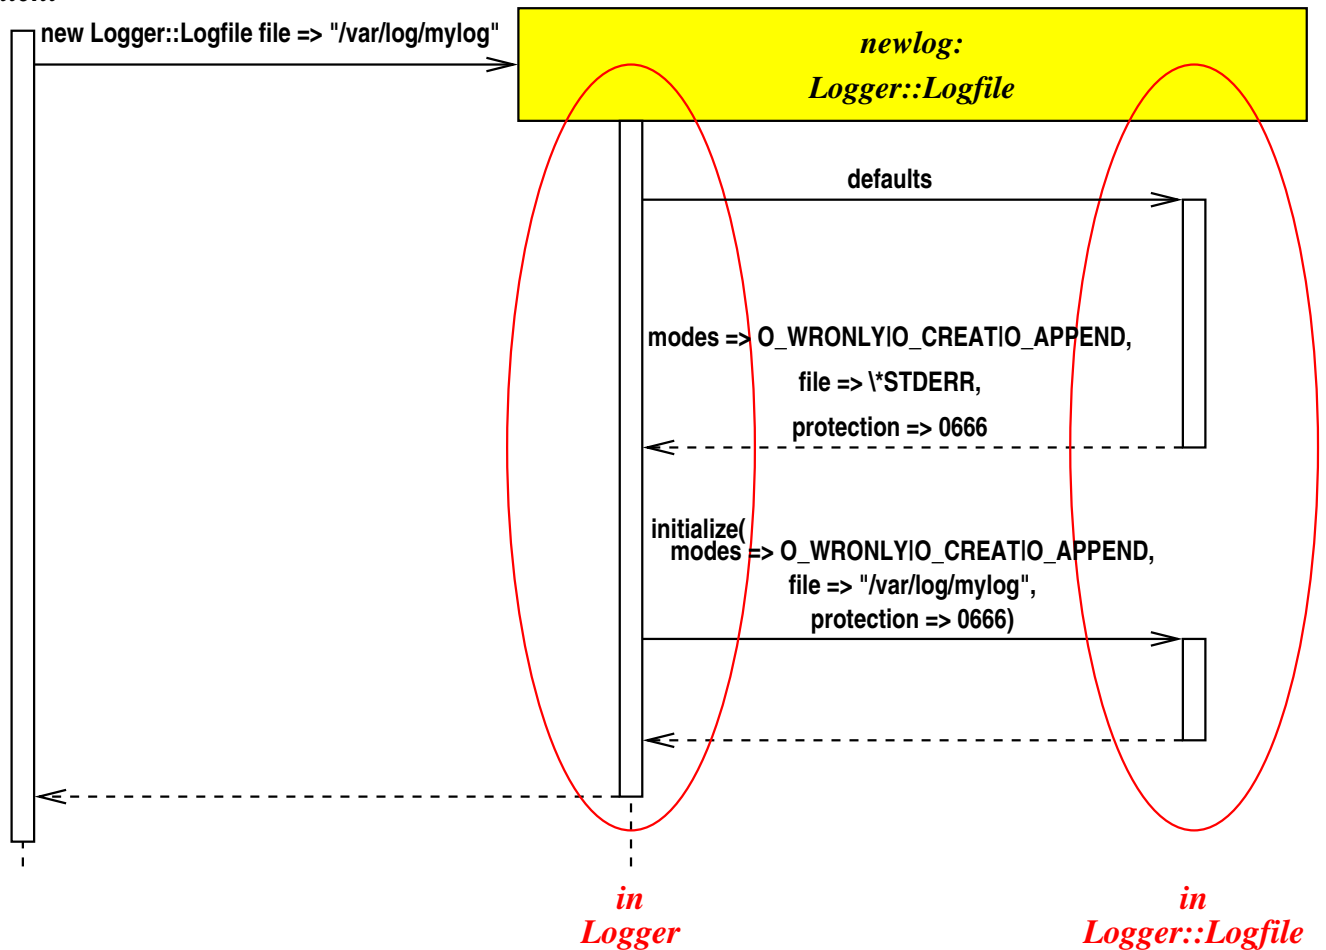 new Logger::Logfile file => "/var/log/mylog"
newlog:
Logger::Logfile
defaults
modes => O_WRONLY|O_CREAT|O_APPEND,
file => \*STDERR,
protection => 0666
initialize(
modes => O_WRONLY|O_CREAT|O_APPEND,
file => "/var/log/mylog",
protection => 0666)
in
Logger
in
Logger::Logfile